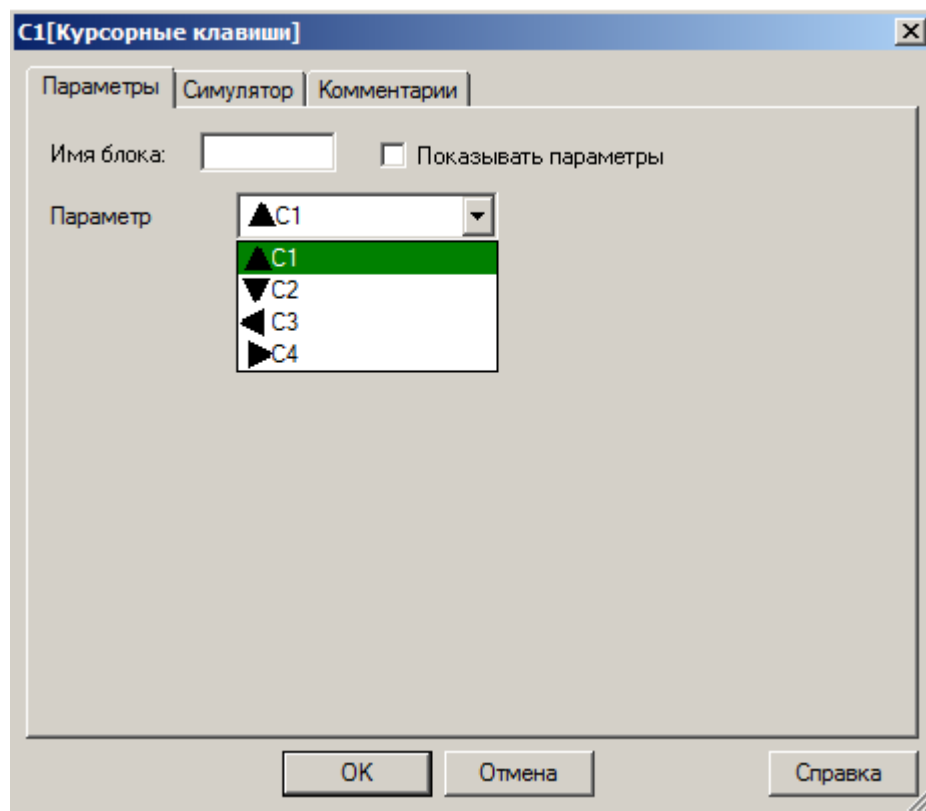 C1[Курсорные клавиши]
Параметры Симулятор Комментарии
Имя блока: Показывать параметры
Параметр ▲C1
▲C1
▼C2
◀C3
▶C4
OK Отмена Справка